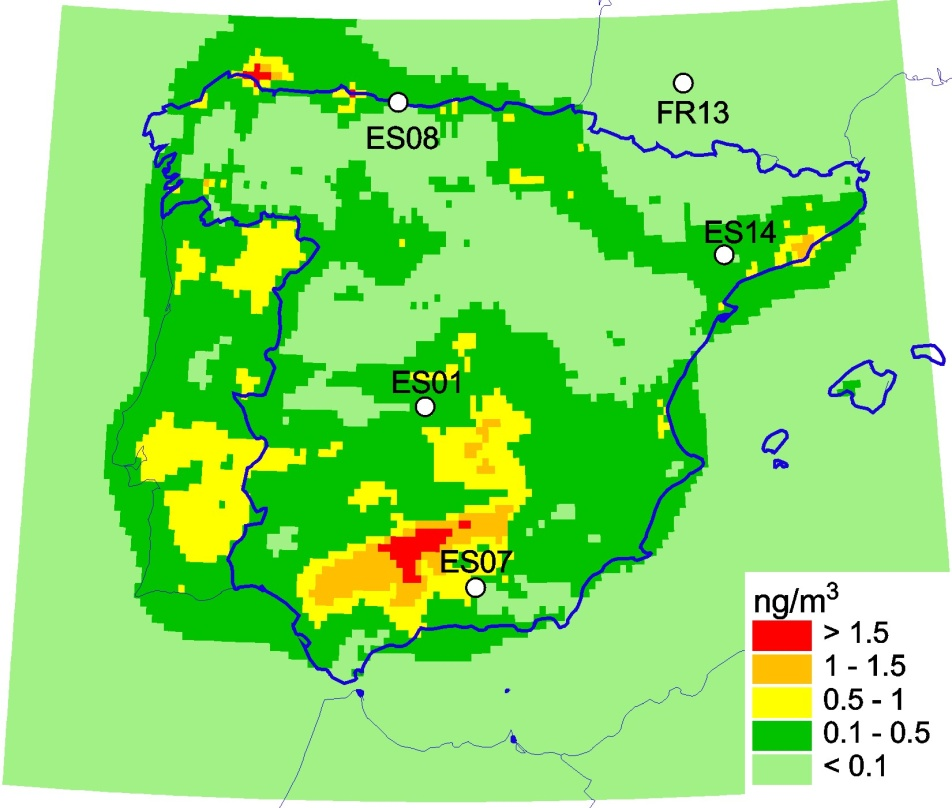 FR13
ES08
ES14
ES01
ES07
ng/m³
> 1.5
1 - 1.5
0.5 - 1
0.1 - 0.5
< 0.1